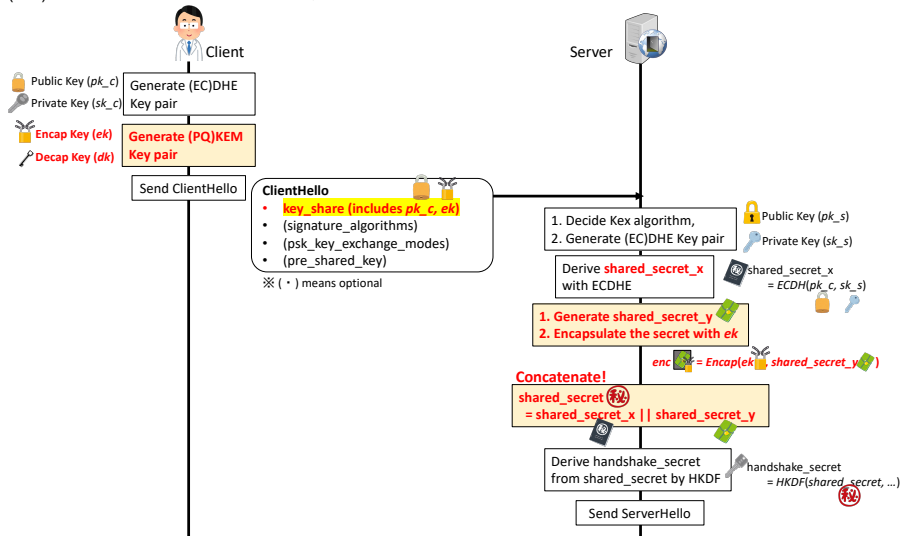 Client
Server
Public Key (pk_c)
Private Key (sk_c)
Generate (EC)DHE
Key pair
Encap Key (ek)
Decap Key (dk)
Generate (PQ)KEM
Key pair
Send ClientHello
ClientHello
• key_share (includes pk_c, ek)
• (signature_algorithms)
• (psk_key_exchange_modes)
• (pre_shared_key)
※ (・) means optional
1. Decide Kex algorithm,
2. Generate (EC)DHE Key pair
Public Key (pk_s)
Private Key (sk_s)
Derive shared_secret_x
with ECDHE
shared_secret_x
= ECDH(pk_c, sk_s)
1. Generate shared_secret_y
2. Encapsulate the secret with ek
enc = Encap(ek, shared_secret_y)
Concatenate!
shared_secret ㊙
= shared_secret_x || shared_secret_y
Derive handshake_secret
from shared_secret by HKDF
handshake_secret
= HKDF(shared_secret, …)
㊙
Send ServerHello